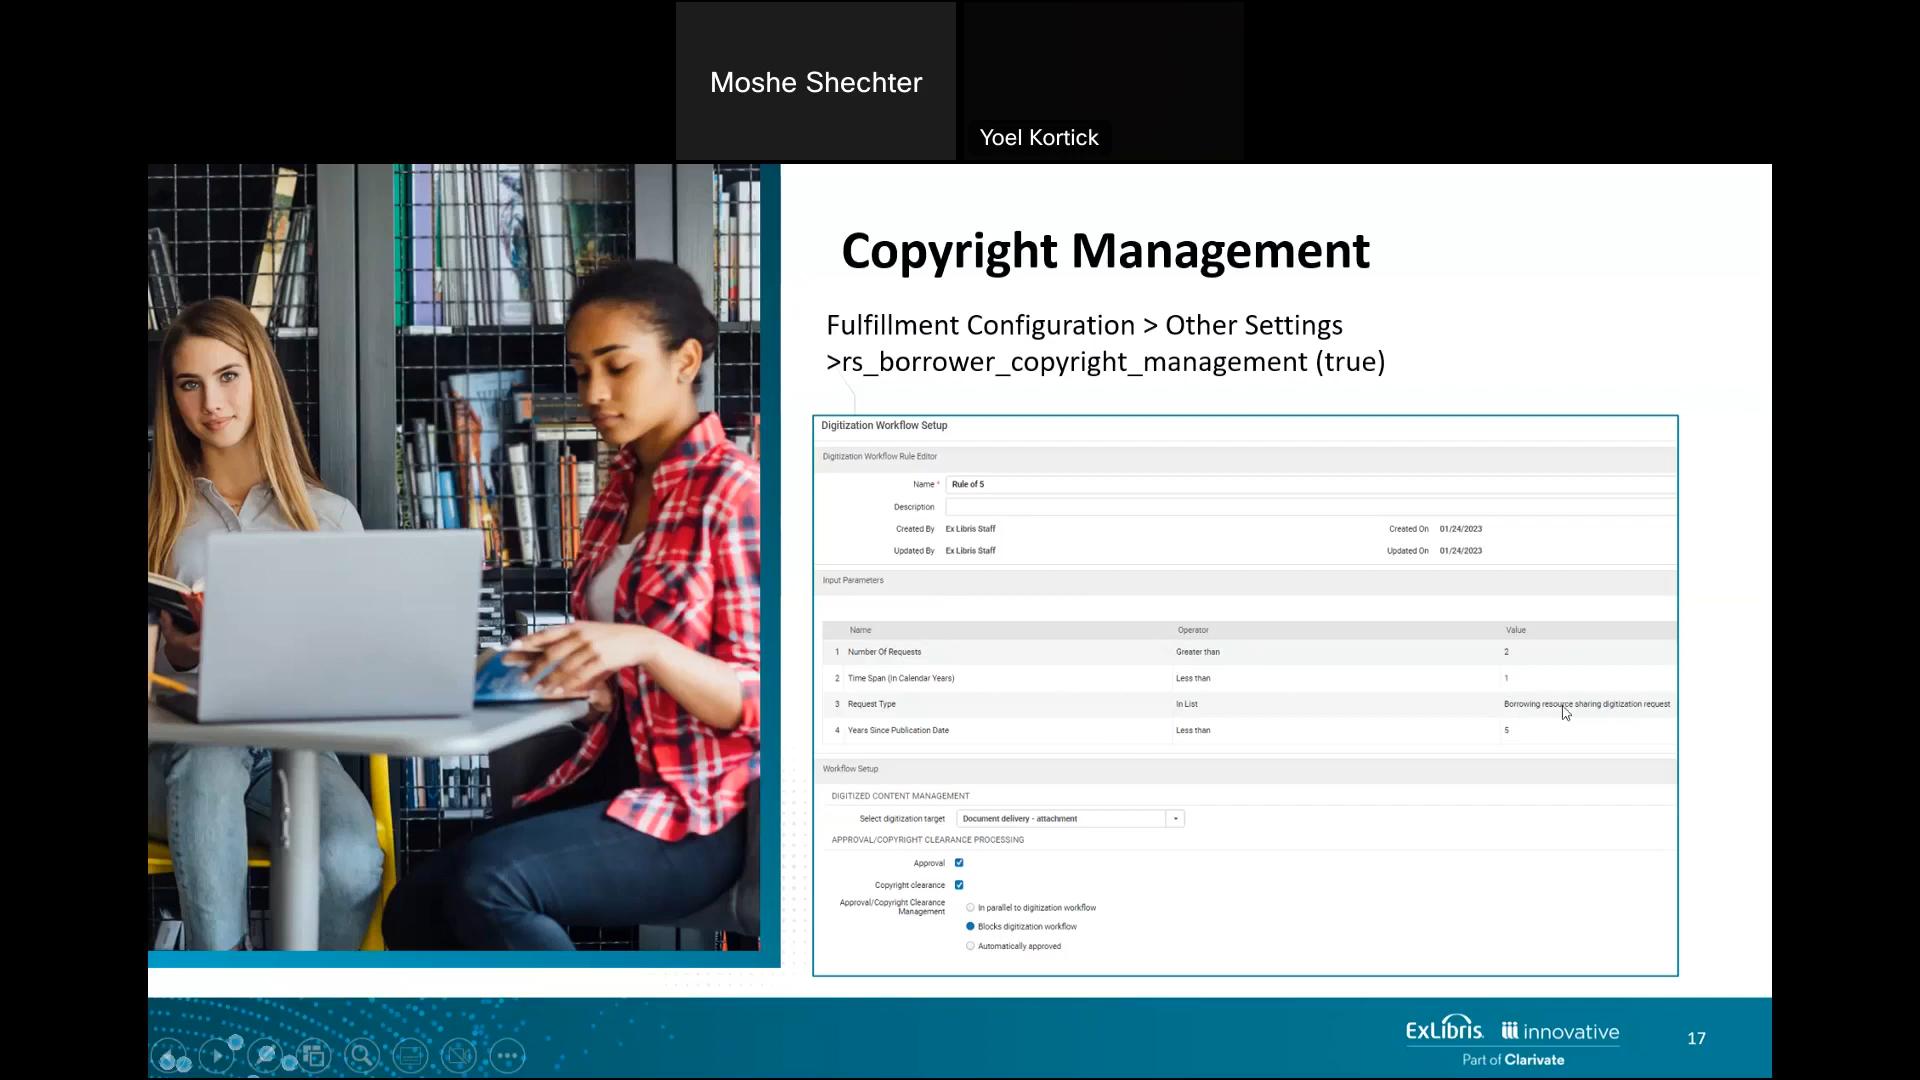 Moshe Shechter
Yoel Kortick
Copyright Management
Fulfillment Configuration > Other Settings
>rs_borrower_copyright_management (true)
Digitization Workflow Setup
Digitization Workflow Rule Editor
Name * Rule of 5
Description
Created By Ex Libris Staff Created On 01/24/2023
Updated By Ex Libris Staff Updated On 01/24/2023
Input Parameters
Name Operator Value
1 Number Of Requests Greater than 2
2 Time Span (In Calendar Years) Less than 1
3 Request Type In List Borrowing resource sharing digitization request
4 Years Since Publication Date Less than 5
Workflow Setup
DIGITIZED CONTENT MANAGEMENT
Select digitization target Document delivery - attachment
APPROVAL/COPYRIGHT CLEARANCE PROCESSING
Approval
Copyright clearance
Approval/Copyright Clearance
Management
In parallel to digitization workflow
Blocks digitization workflow
Automatically approved
ExLibris innovative
Part of Clarivate
17